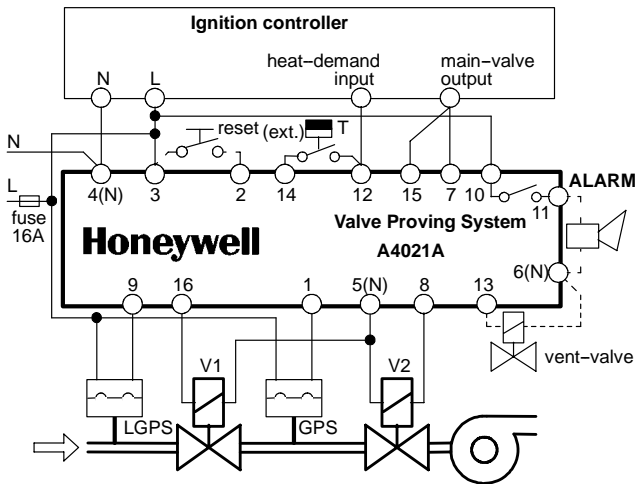 Ignition controller
N L heat-demand input main-valve output
reset (ext.) T
N
4(N) 3 2 14 12 15 7 10
L
fuse 16A
ALARM
11
Valve Proving System
Honeywell
A4021A
6(N)
9 16 1 5(N) 8 13
V1 V2
vent-valve
LGPS GPS